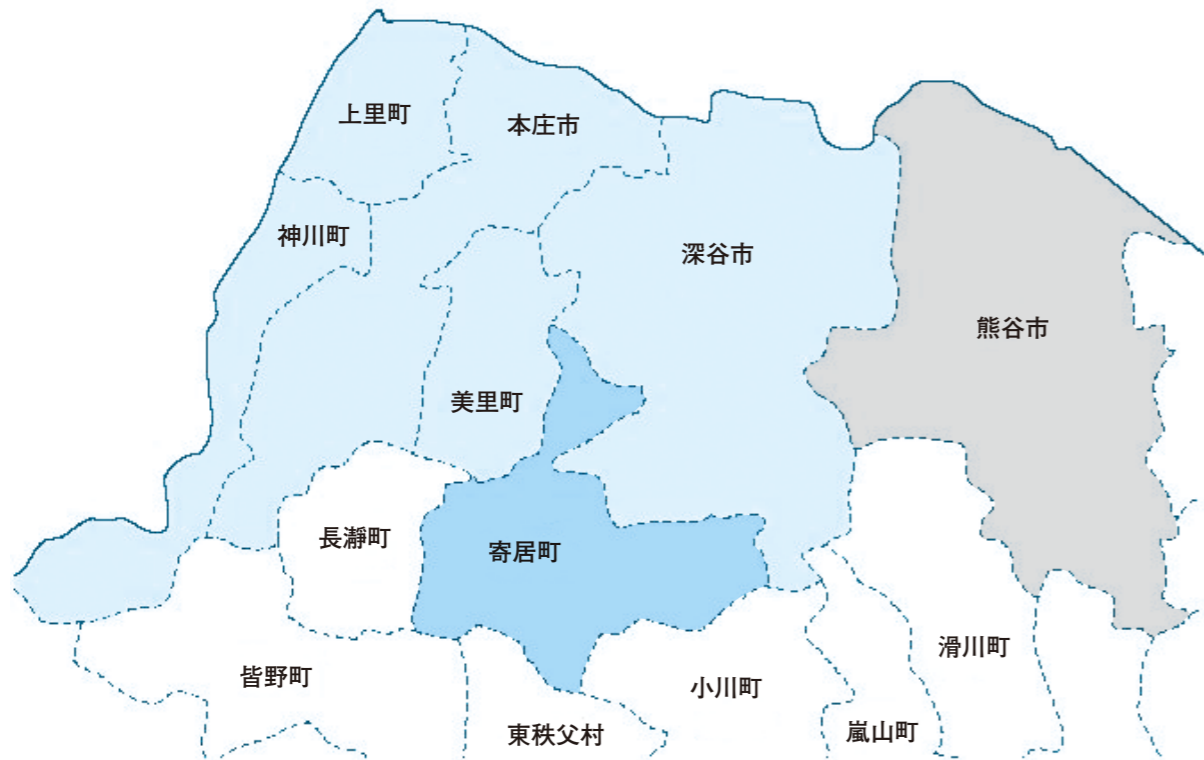 上里町
本庄市
神川町
深谷市
熊谷市
美里町
長瀞町
寄居町
滑川町
皆野町
小川町
東秩父村
嵐山町